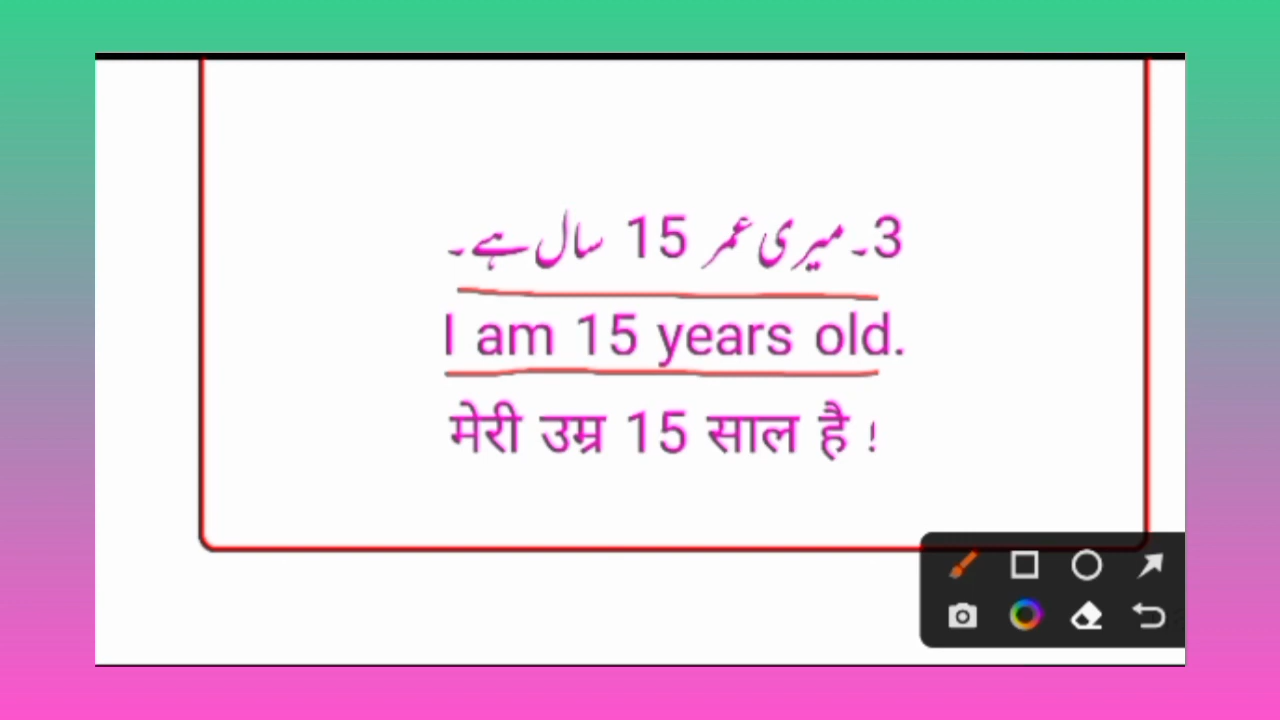 3۔میری عمر 15 سال ہے۔
I am 15 years old.
मेरी उम्र 15 साल है !